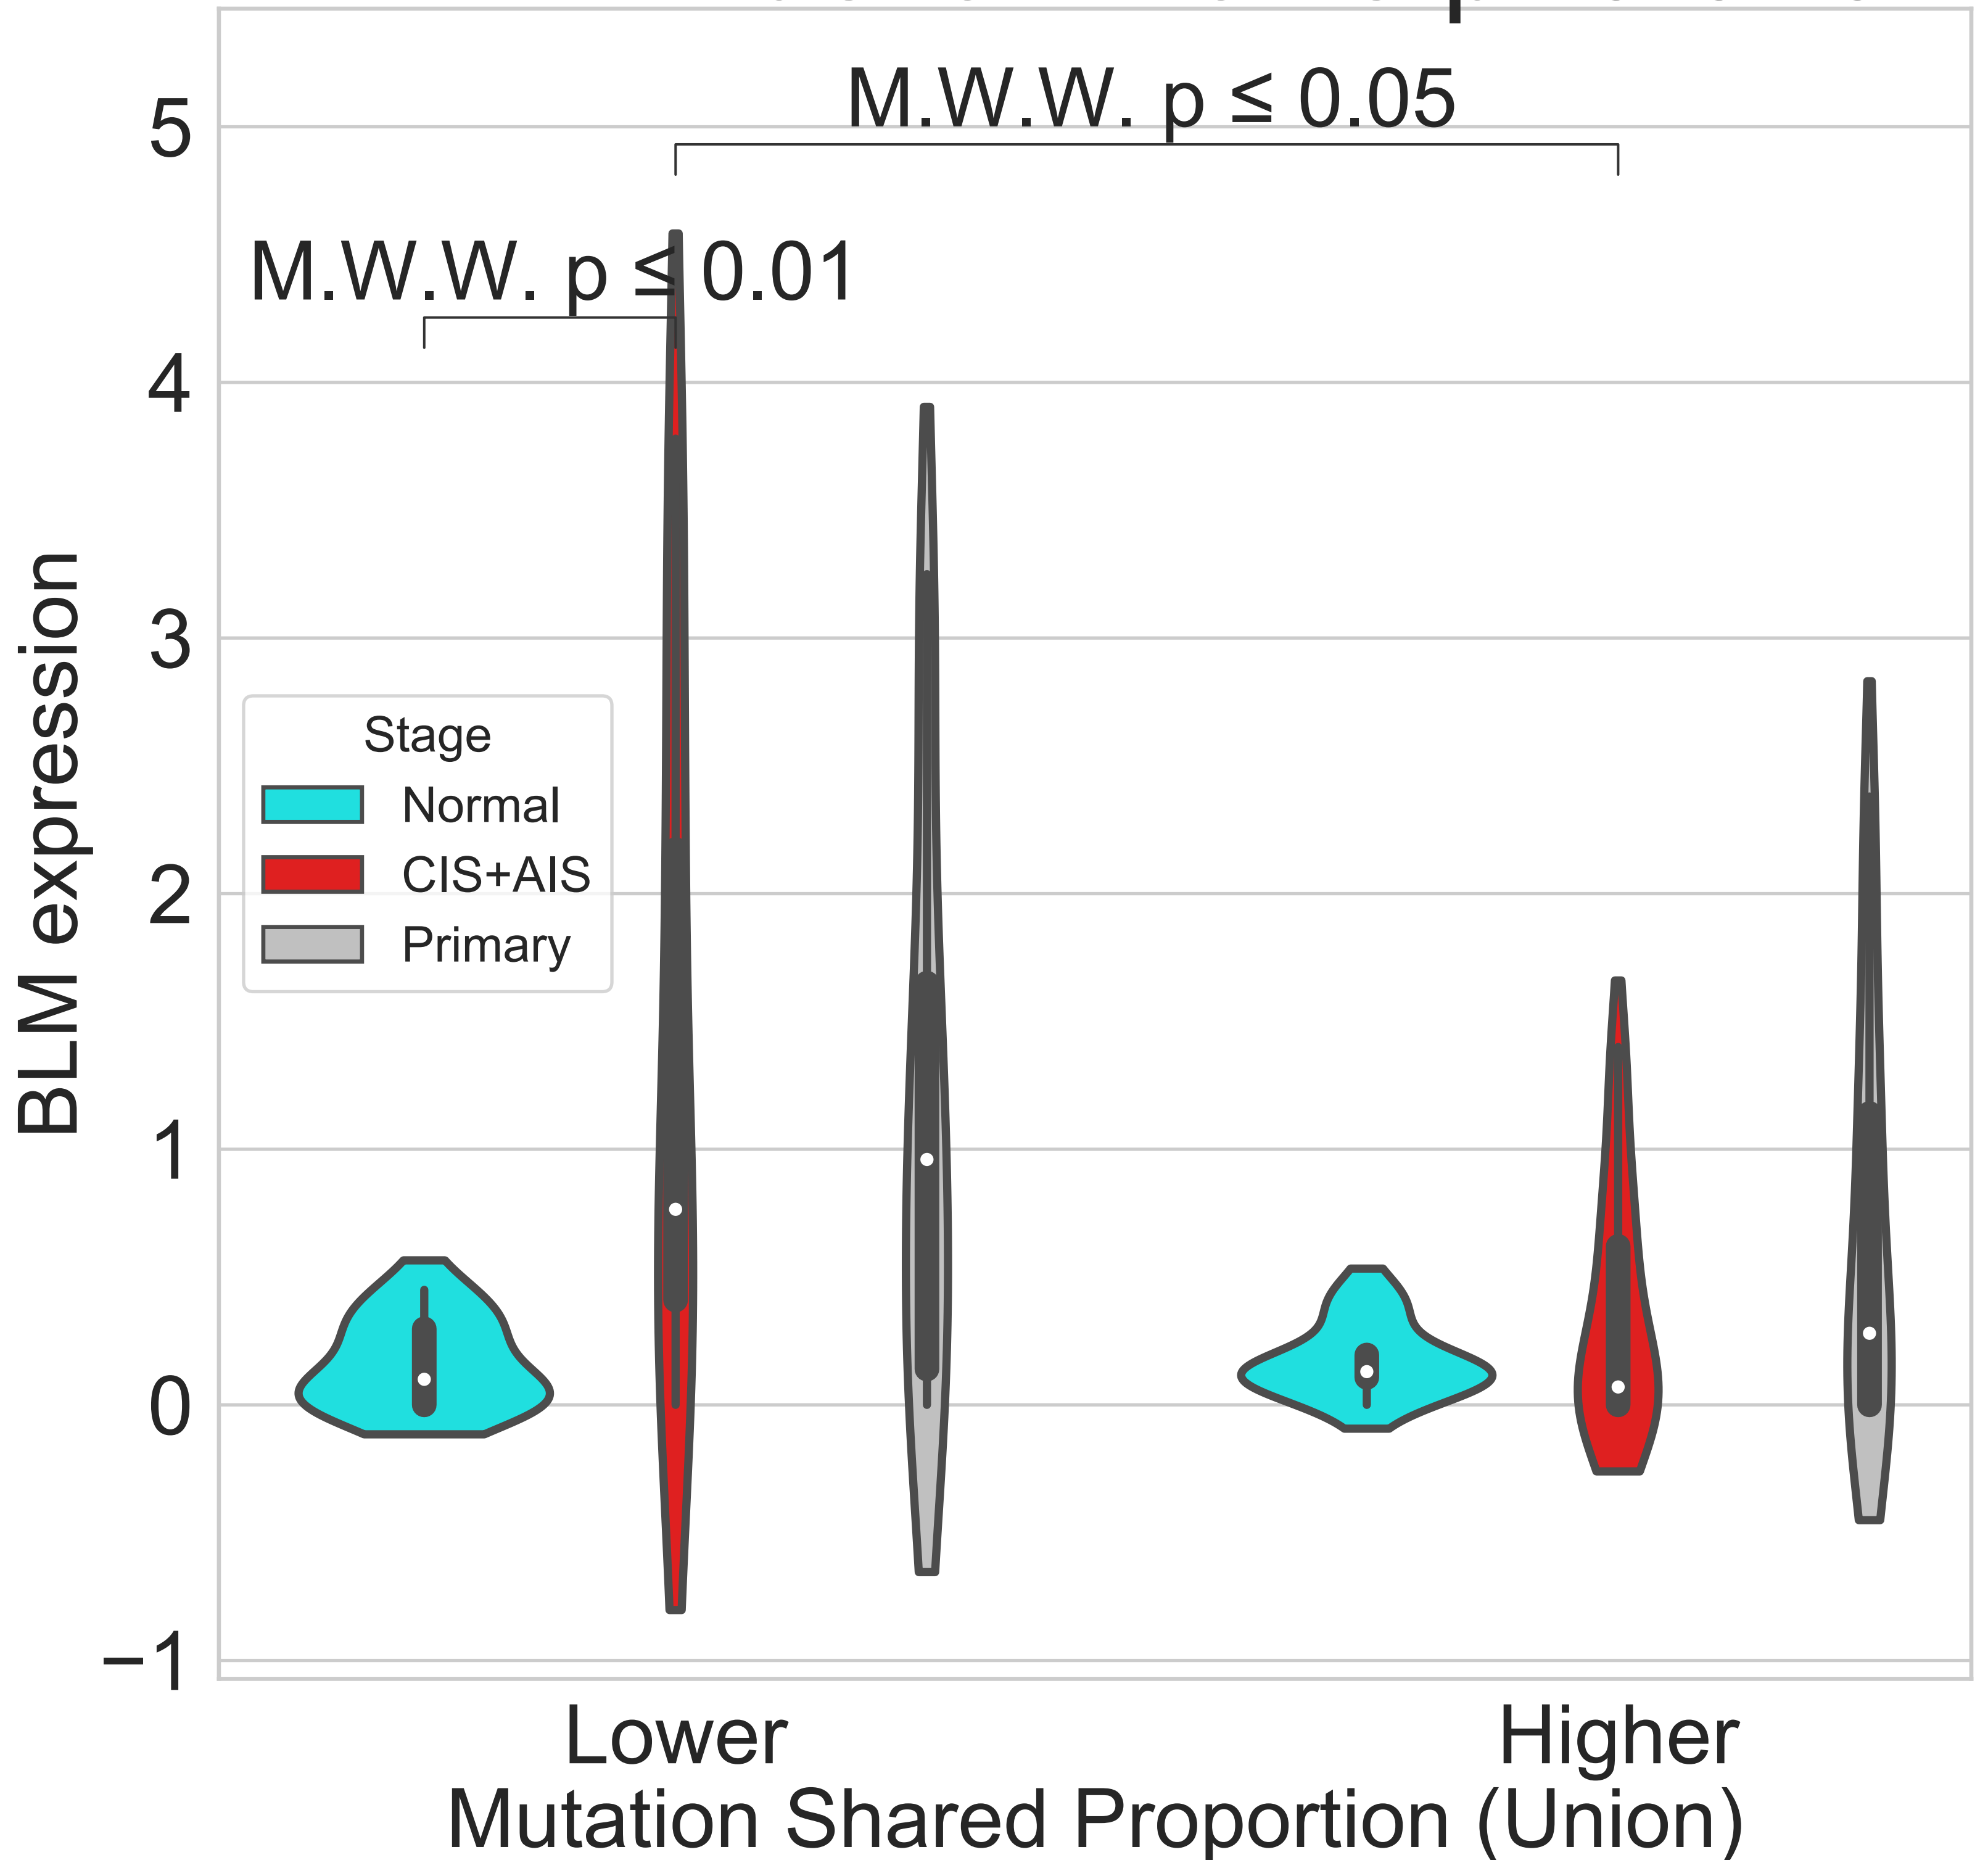 M.W.W. p ≤ 0.05
M.W.W. p ≤ 0.01
5
4
3
2
1
0
−1
BLM expression
Stage
Normal
CIS+AIS
Primary
Lower
Higher
Mutation Shared Proportion (Union)